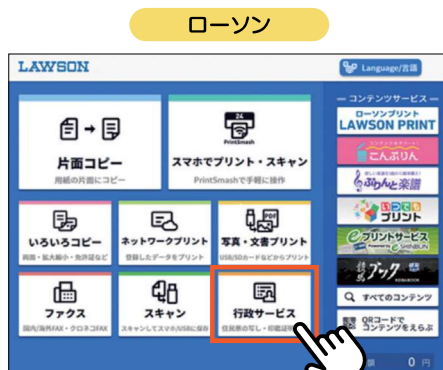 ローソン
LAWSON
Language/言語
片面コピー
用紙の片面にコピー
24
PrintSmash
スマホで
プリント・スキャン
PrintSmashで手軽に操作
いろいろコピー
両面・拡大縮小・免許証など
ネットワークプリント
登録したデータをプリント
PDF
写真・文書プリント
USB/SDカードなどからプリント
ファクス
国内/海外FAX・クロネコFAX
スキャン
スキャンしてスマホ/USBに保存
行政サービス
住民票の写し・印鑑証明
コンテンツサービス
ローソンプリント
LAWSON PRINT
こんぷりん
ぷりんと楽譜
いつでも
プリント
eプリントサービス
競馬ブック
すべてのコンテンツ
QRコードで
コンテンツをえらぶ
0 円